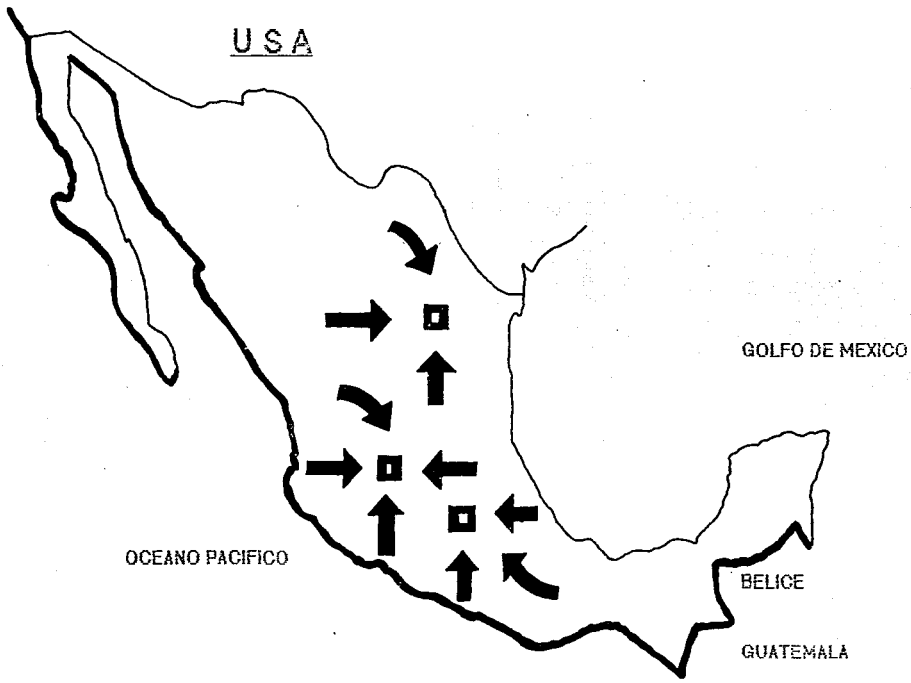 USA
GOLFO DE MEXICO
OCEANO PACIFICO
BELICE
GUATEMALA